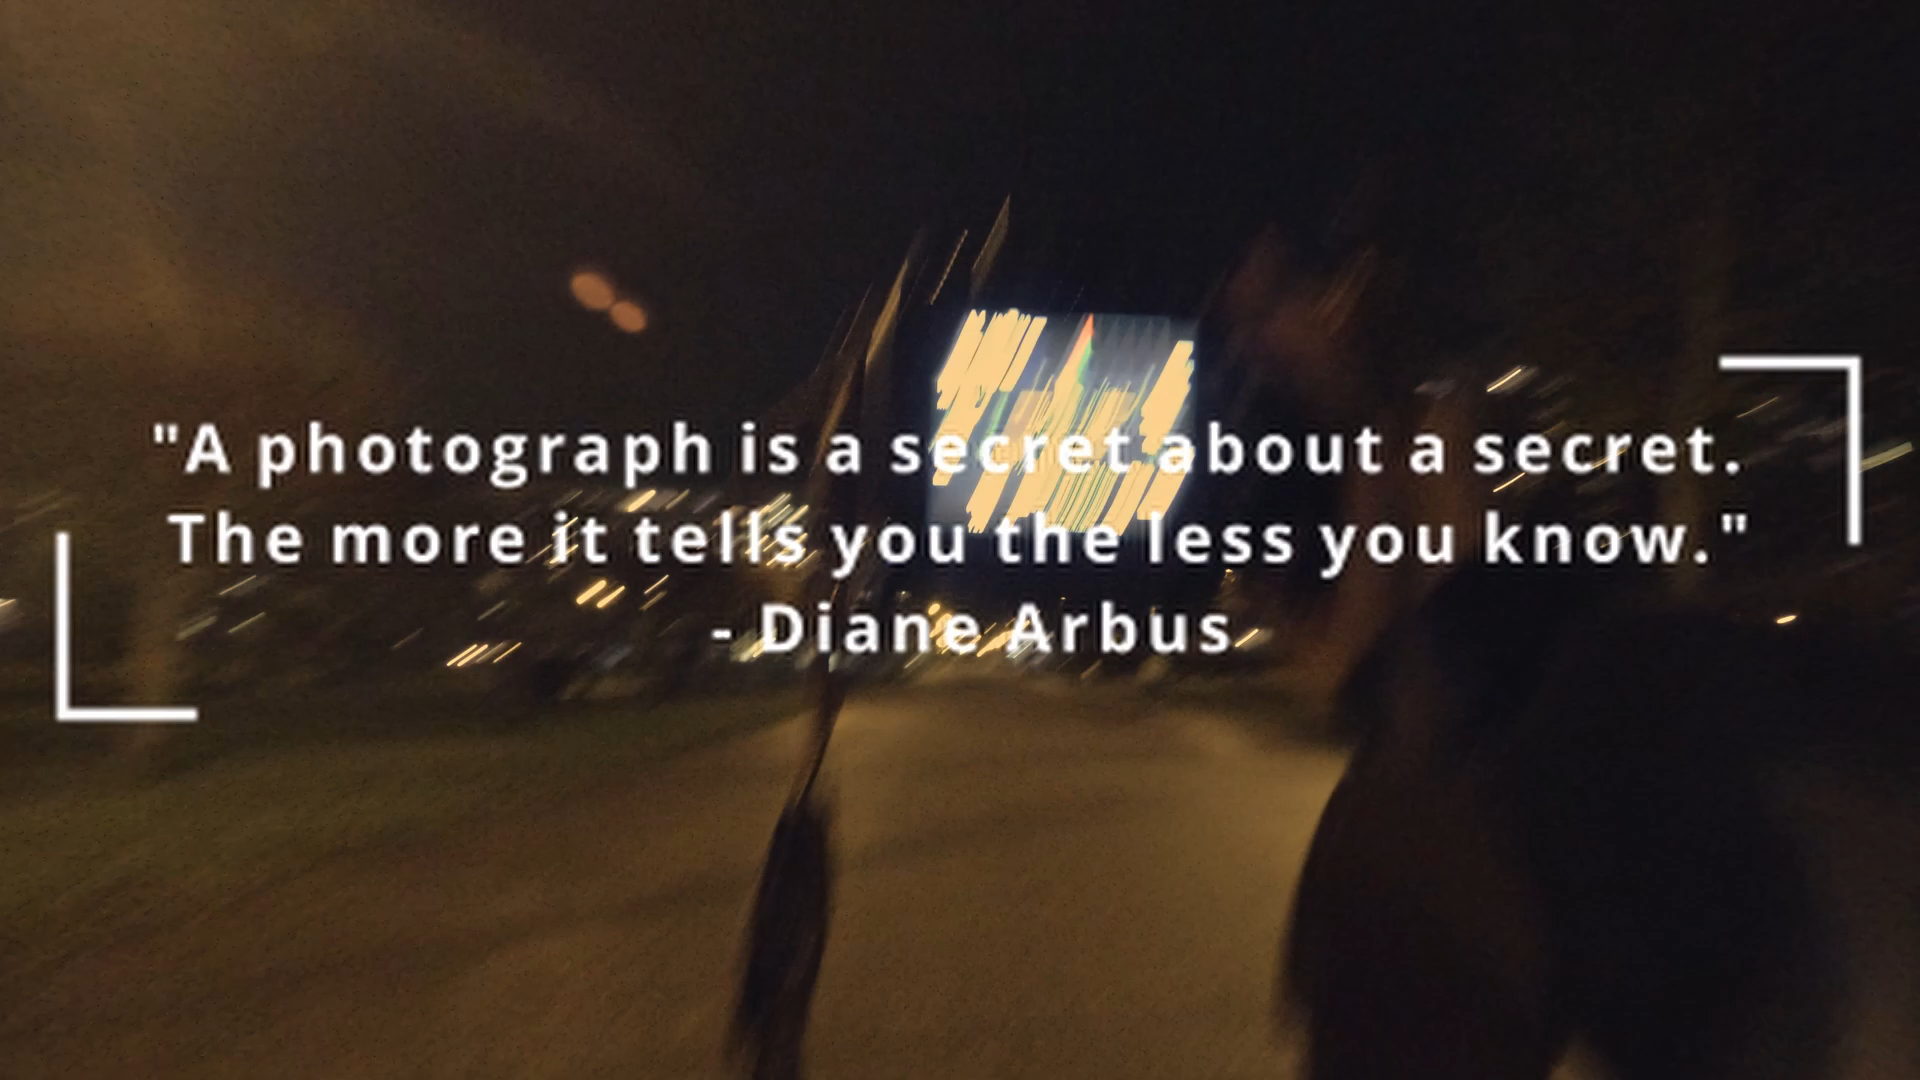 "A photograph is a secret about a secret.
The more it tells you the less you know."
- Diane Arbus